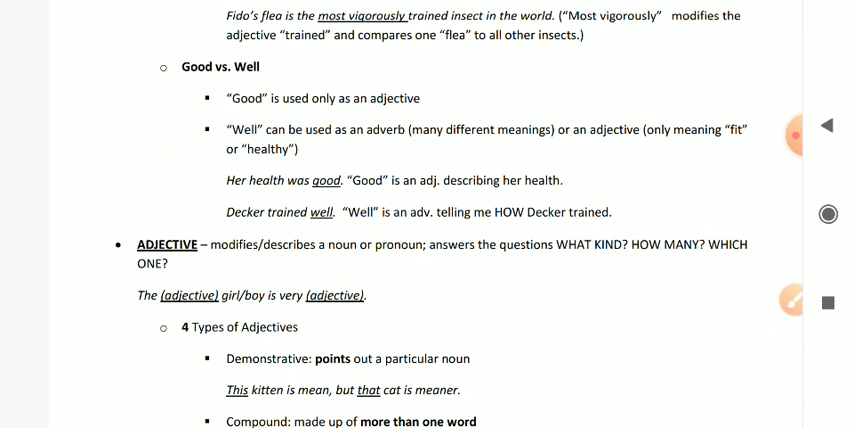 Fido's flea is the most vigorously trained insect in the world. ("Most vigorously" modifies the
adjective "trained" and compares one "flea" to all other insects.)
o Good vs. Well
▪ "Good" is used only as an adjective
▪ "Well" can be used as an adverb (many different meanings) or an adjective (only meaning "fit"
or "healthy")
Her health was good. "Good" is an adj. describing her health.
Decker trained well. "Well" is an adv. telling me HOW Decker trained.
• ADJECTIVE – modifies/describes a noun or pronoun; answers the questions WHAT KIND? HOW MANY? WHICH
ONE?
The (adjective) girl/boy is very (adjective).
o 4 Types of Adjectives
▪ Demonstrative: points out a particular noun
This kitten is mean, but that cat is meaner.
▪ Compound: made up of more than one word